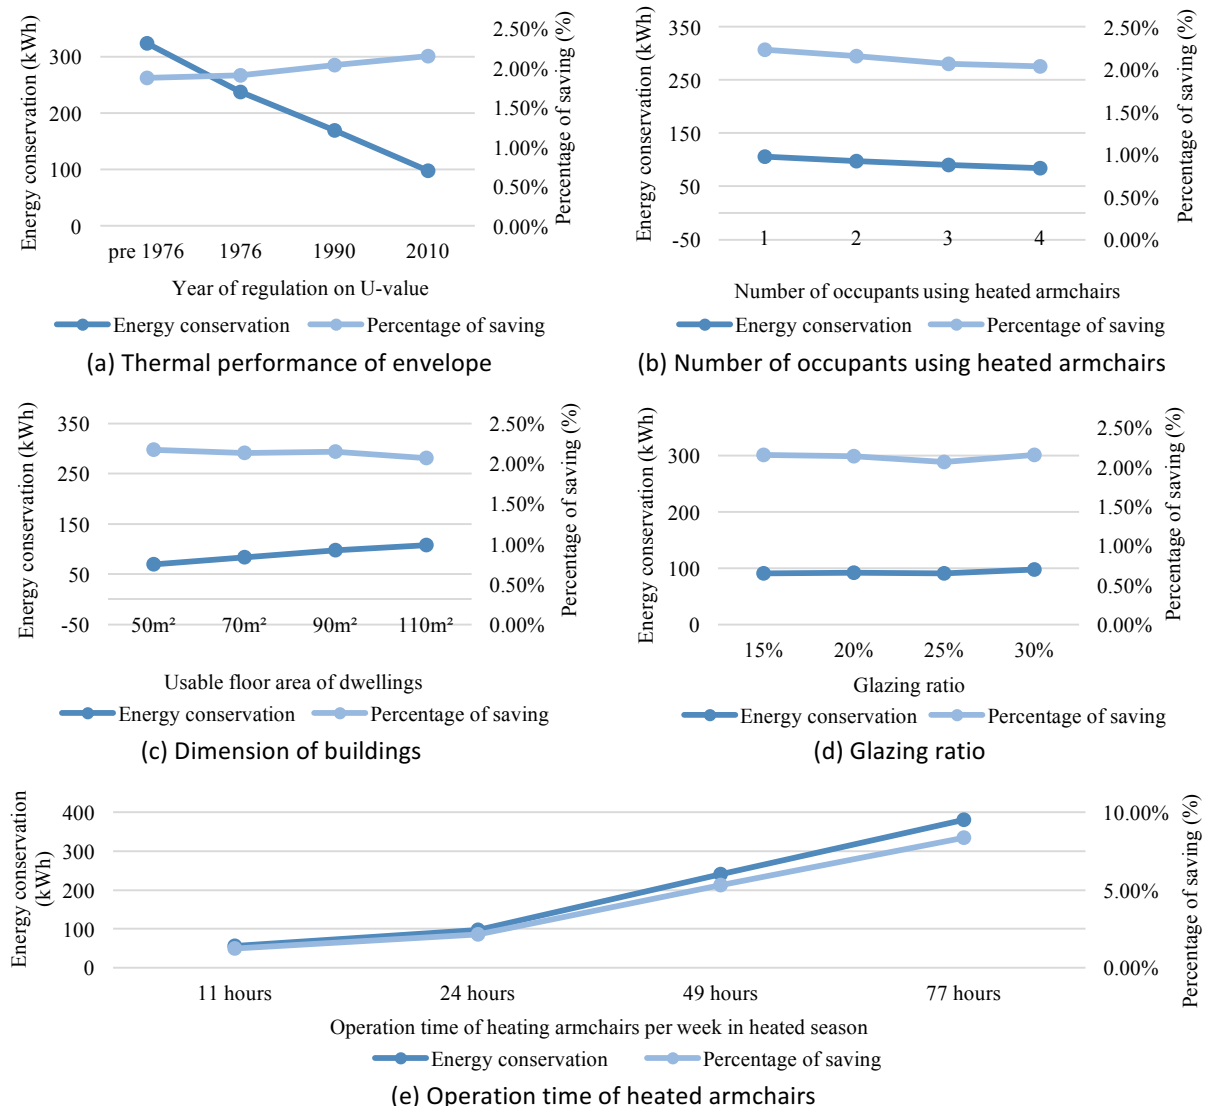 Energy conservation (kWh)
300
200
100
0
2.50%
2.00%
1.50%
1.00%
0.50%
0.00%
Percentage of saving (%)
pre 1976 1976 1990 2010
Year of regulation on U-value
Energy conservation Percentage of saving
(a) Thermal performance of envelope
Energy conservation (kWh)
350
250
150
50
-50
2.50%
2.00%
1.50%
1.00%
0.50%
0.00%
Percentage of saving (%)
1 2 3 4
Number of occupants using heated armchairs
Energy conservation Percentage of saving
(b) Number of occupants using heated armchairs
Energy conservation (kWh)
350
250
150
50
-50
2.50%
2.00%
1.50%
1.00%
0.50%
0.00%
Percentage of saving (%)
50m² 70m² 90m² 110m²
Usable floor area of dwellings
Energy conservation Percentage of saving
(c) Dimension of buildings
Energy conservation (kWh)
300
200
100
0
2.50%
2.00%
1.50%
1.00%
0.50%
0.00%
Percentage of saving (%)
15% 20% 25% 30%
Glazing ratio
Energy conservation Percentage of saving
(d) Glazing ratio
Energy conservation
(kWh)
400
300
200
100
0
10.00%
5.00%
0.00%
Percentage of saving (%)
11 hours 24 hours 49 hours 77 hours
Operation time of heating armchairs per week in heated season
Energy conservation Percentage of saving
(e) Operation time of heated armchairs